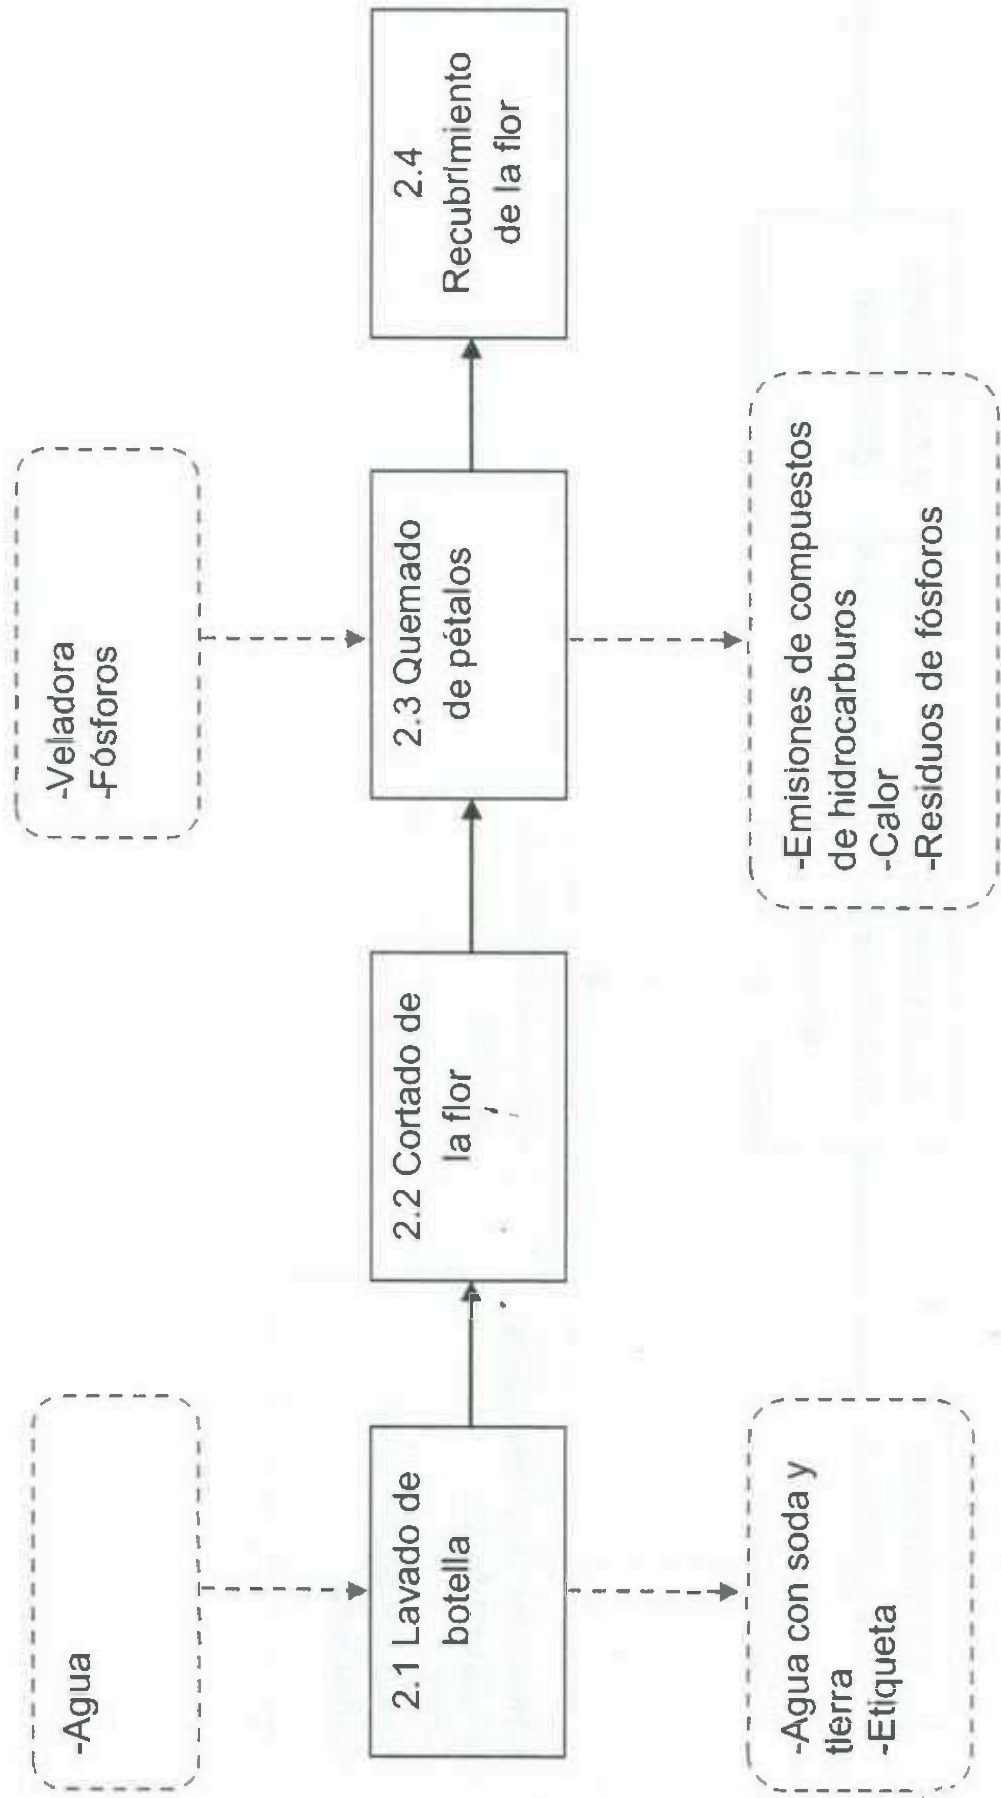 -Agua
-Veladora
-Fósforos
2.1 Lavado de
botella
2.2 Cortado de
la flor
2.3 Quemado
de pétalos
2.4
Recubrimiento
de la flor
-Agua con soda y
tierra
-Etiqueta
-Emisiones de compuestos
de hidrocarburos
-Calor
-Residuos de fósforos